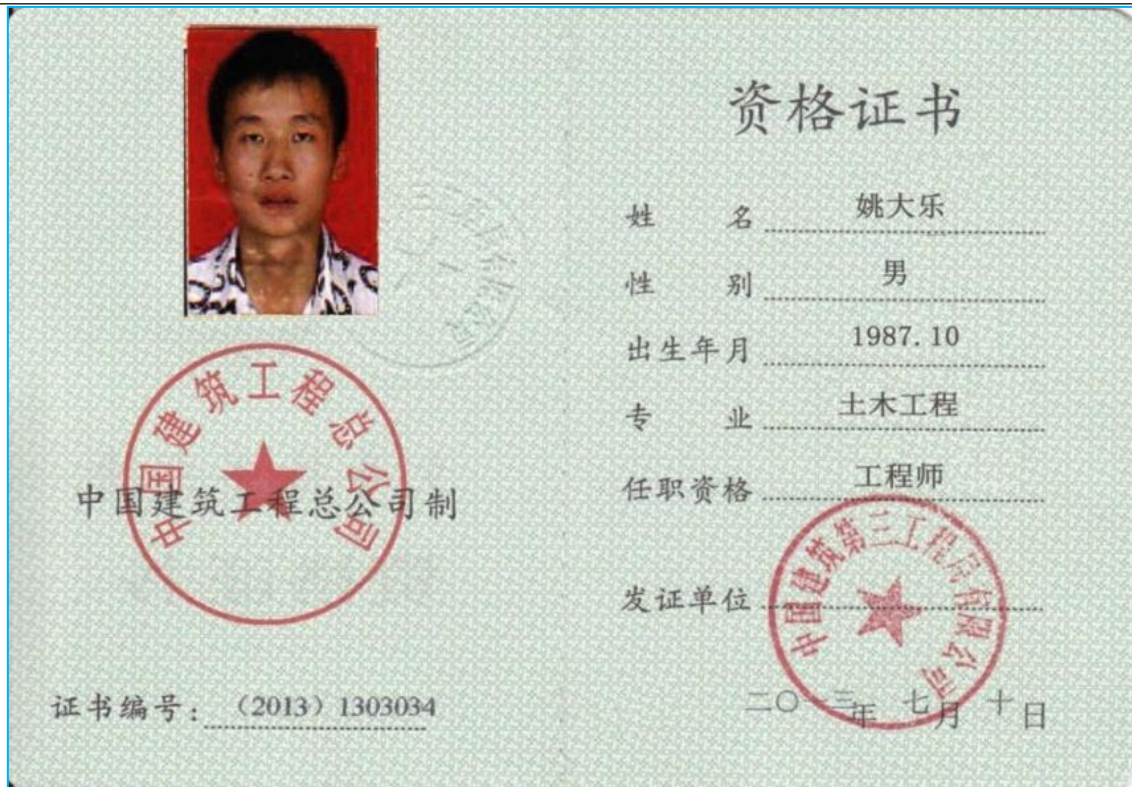 资格证书
姓 名 姚大乐
性 别 男
出生年月 1987.10
专 业 土木工程
任职资格 工程师
发证单位
中国建筑第三工程局有限公司
二〇一三年 七月 十日
中国建筑工程总公司
中国建筑工程总公司制
证书编号：（2013）1303034